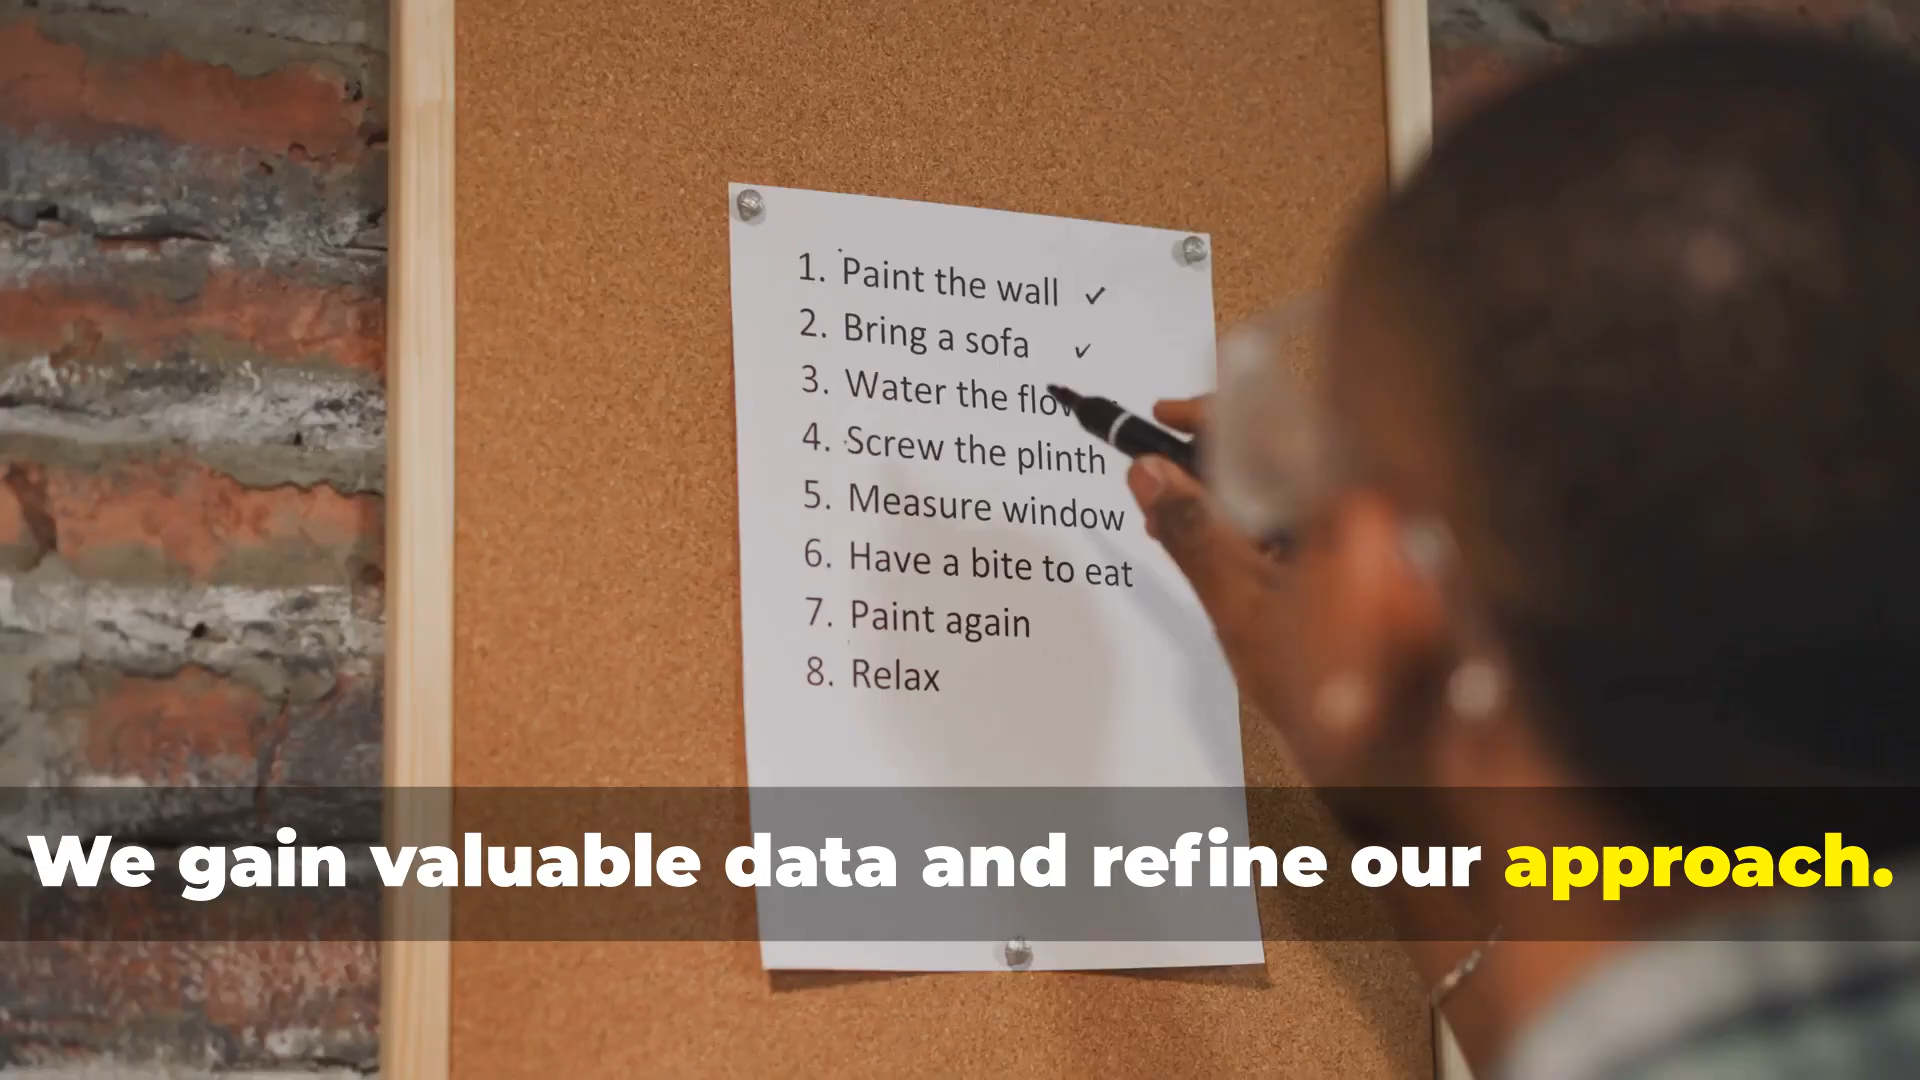 1. Paint the wall ✓
2. Bring a sofa ✓
3. Water the
4. Screw the plinth
5. Measure window
6. Have a bite to eat
7. Paint again
8. Relax
We gain valuable data and refine our approach.